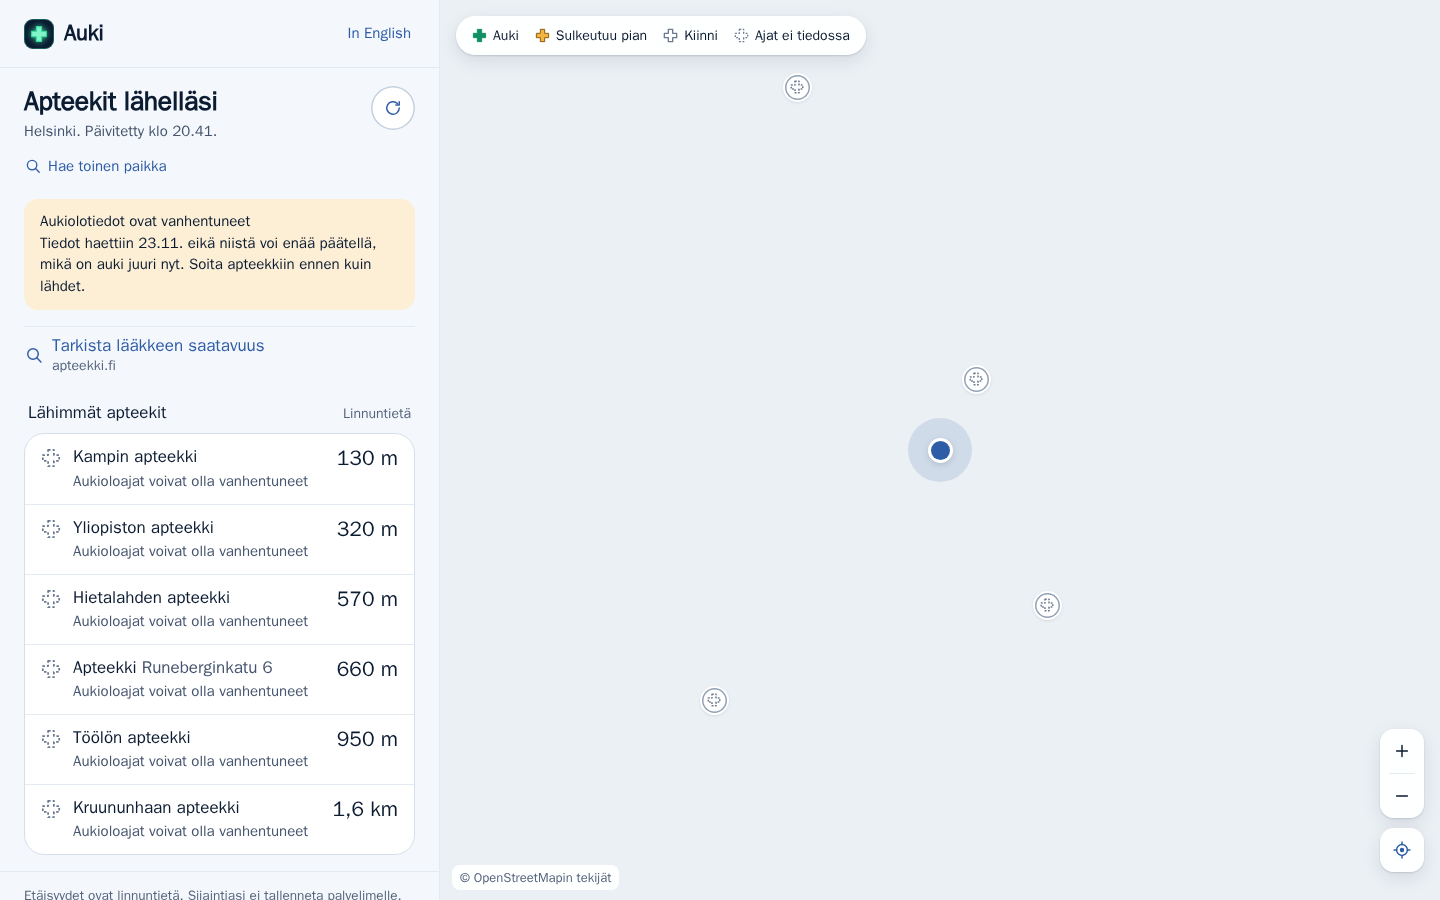 Auki
In English
Apteekit lähelläsi
Helsinki. Päivitetty klo 20.41.
Hae toinen paikka
Aukiolotiedot ovat vanhentuneet
Tiedot haettiin 23.11. eikä niistä voi enää päätellä,
mikä on auki juuri nyt. Soita apteekkiin ennen kuin
lähdet.
Tarkista lääkkeen saatavuus
apteekki.fi
Lähimmät apteekit
Linnuntietä
Kampin apteekki
130 m
Aukioloajat voivat olla vanhentuneet
Yliopiston apteekki
320 m
Aukioloajat voivat olla vanhentuneet
Hietalahden apteekki
570 m
Aukioloajat voivat olla vanhentuneet
Apteekki Runeberginkatu 6
660 m
Aukioloajat voivat olla vanhentuneet
Töölön apteekki
950 m
Aukioloajat voivat olla vanhentuneet
Kruununhaan apteekki
1,6 km
Aukioloajat voivat olla vanhentuneet
Etäisyydet ovat linnuntietä. Sijaintiasi ei tallenneta palvelimelle.
Auki
Sulkeutuu pian
Kiinni
Ajat ei tiedossa
© OpenStreetMapin tekijät